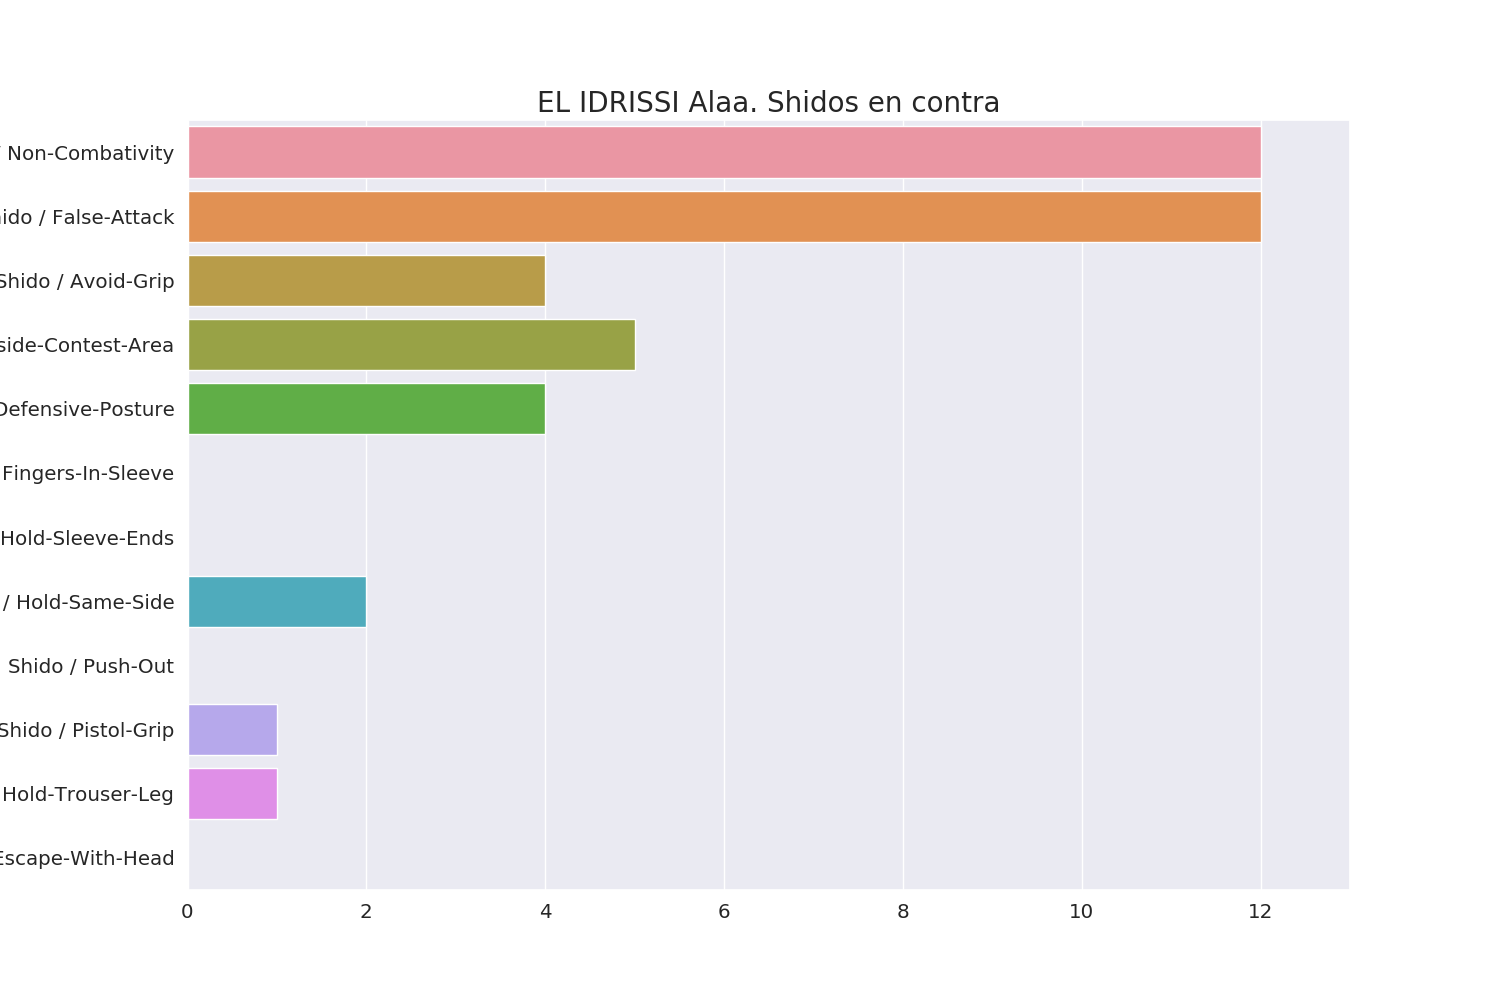 EL IDRISSI Alaa. Shidos en contra
/ Non-Combativity
ido / False-Attack
Shido / Avoid-Grip
side-Contest-Area
Defensive-Posture
Fingers-In-Sleeve
Hold-Sleeve-Ends
/ Hold-Same-Side
Shido / Push-Out
Shido / Pistol-Grip
Hold-Trouser-Leg
Escape-With-Head
0 2 4 6 8 10 12